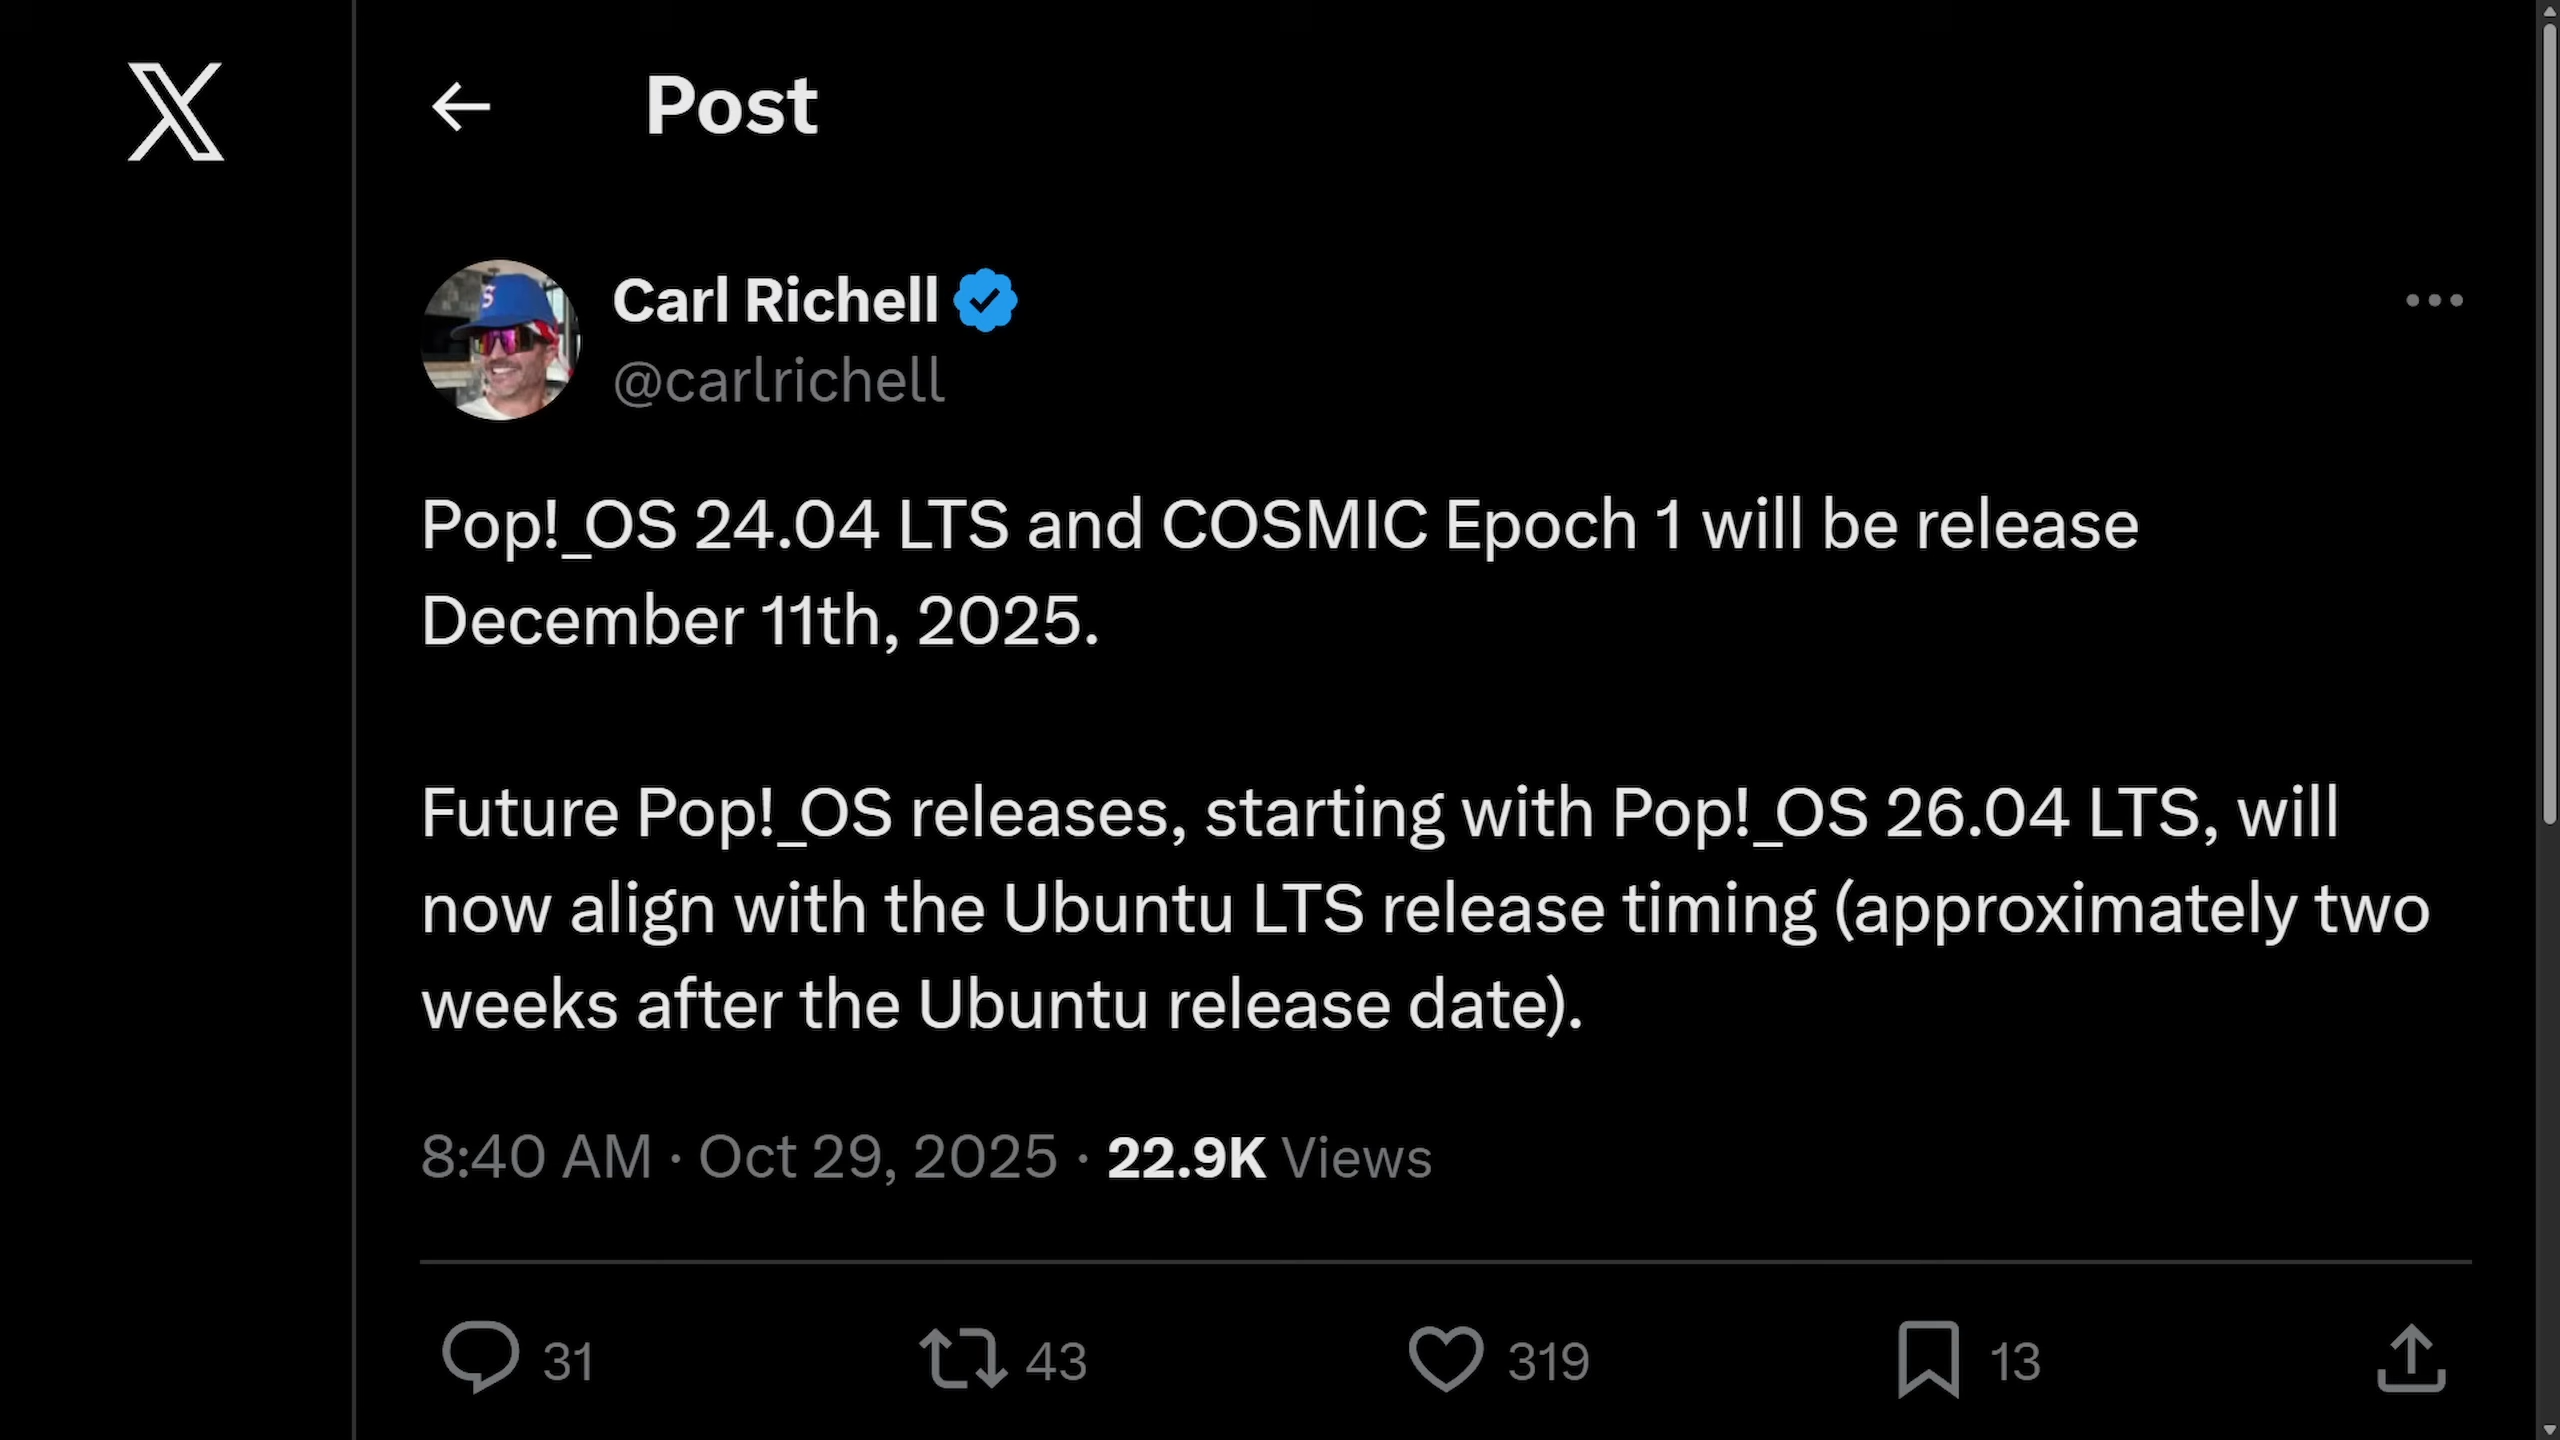 Post
Carl Richell
@carlrichell
Pop!_OS 24.04 LTS and COSMIC Epoch 1 will be release
December 11th, 2025.
Future Pop!_OS releases, starting with Pop!_OS 26.04 LTS, will
now align with the Ubuntu LTS release timing (approximately two
weeks after the Ubuntu release date).
8:40 AM · Oct 29, 2025 · 22.9K Views
31 43 319 13